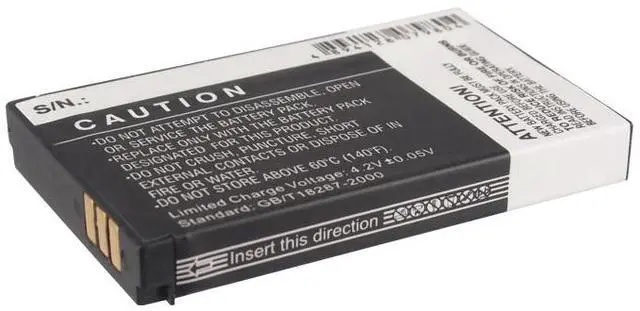 S/N.:
CAUTION
•DO NOT ATTEMPT TO DISASSEMBLE, OPEN
OR SERVICE THE BATTERY PACK.
•REPLACE ONLY WITH THE BATTERY PACK
DESIGNATED FOR THIS PRODUCT.
•DO NOT CRUSH, PUNCTURE, SHORT
EXTERNAL CONTACTS OR DISPOSE OF IN
FIRE OR WATER.
•DO NOT STORE ABOVE 60°C (140°F).
Limited Charge Voltage: 4.2V±0.05V
Standard: GB/T18287-2000
ATTENTION!
Insert this direction